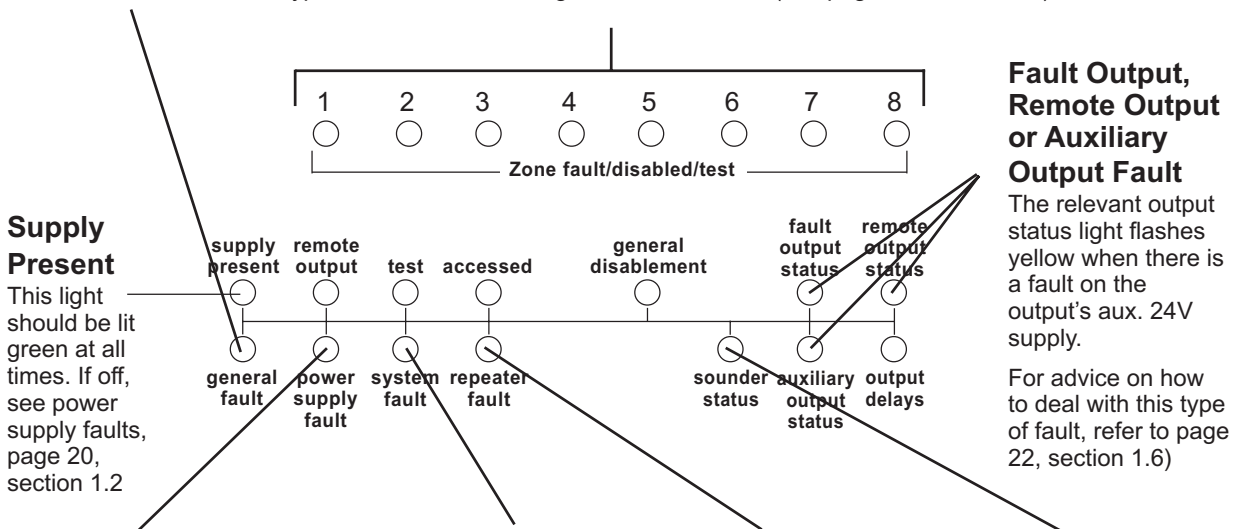 1 2 3 4 5 6 7 8
Zone fault/disabled/test
Supply
Present
This light
should be lit
green at all
times. If off,
see power
supply faults,
page 20,
section 1.2
supply
present
remote
output
test
accessed
general
disablement
fault
output
status
remote
output
status
general
fault
power
supply
fault
system
fault
repeater
fault
sounder
status
auxiliary
output
status
output
delays
Fault Output,
Remote Output
or Auxiliary
Output Fault
The relevant output
status light flashes
yellow when there is
a fault on the
output’s aux. 24V
supply.
For advice on how
to deal with this type
of fault, refer to page
22, section 1.6)